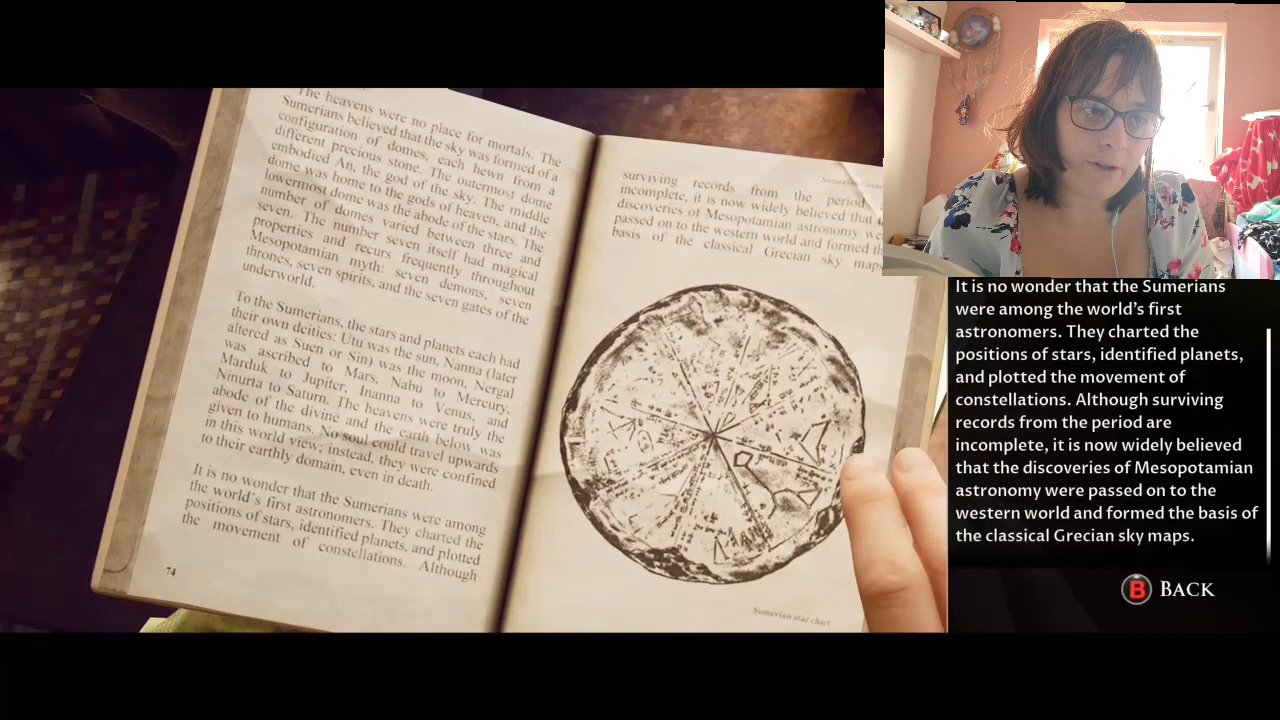 The heavens were no place for mortals. The
Sumerians believed that the sky was formed of a
configuration of domes, each hewn from a
different precious stone. The outermost dome
embodied An, the god of the sky. The middle
dome was home to the gods of heaven, and the
lowermost dome was the abode of the stars. The
number of domes varied between three and
seven. The number seven itself had magical
properties and recurs frequently throughout
Mesopotamian myth: seven demons, seven
thrones, seven spirits, and the seven gates of the
underworld.
To the Sumerians, the stars and planets each had
their own deities: Utu was the sun, Nanna (later
altered as Suen or Sin) was the moon, Nergal
was ascribed to Mars, Nabu to Mercury,
Marduk to Jupiter, Inanna to Venus, and
Ninurta to Saturn. The heavens were truly the
abode of the divine and the earth below was
given to humans. No soul could travel upwards
in this world view; instead, they were confined
to their earthly domain, even in death.
It is no wonder that the Sumerians were among
the world's first astronomers. They charted the
positions of stars, identified planets, and plotted
the movement of constellations. Although
74
Sumerian
surviving records from the period
incomplete, it is now widely believed that
discoveries of Mesopotamian astronomy we
passed on to the western world and formed th
basis of the classical Grecian sky maps
Sumerian star chart
It is no wonder that the Sumerians
were among the world's first
astronomers. They charted the
positions of stars, identified planets,
and plotted the movement of
constellations. Although surviving
records from the period are
incomplete, it is now widely believed
that the discoveries of Mesopotamian
astronomy were passed on to the
western world and formed the basis of
the classical Grecian sky maps.
B BACK